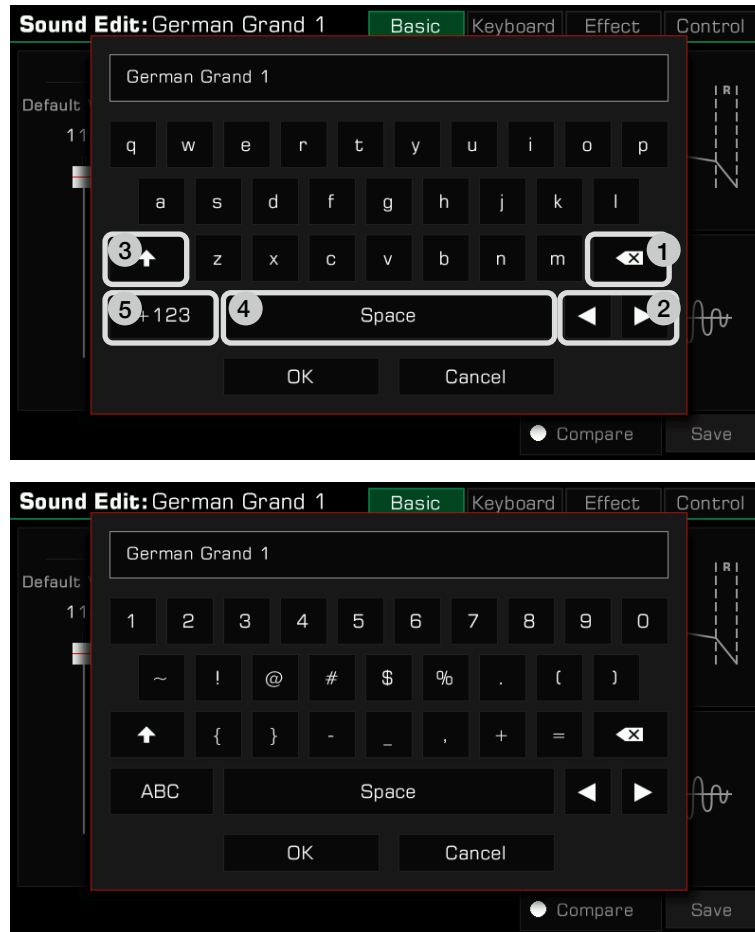 Sound Edit: German Grand 1 Basic Keyboard Effect Control
German Grand 1
R
Default
11
q w e r t y u i o p
a s d f g h j k l
3 z x c v b n m 1
5 +123 4 Space 2
OK Cancel
Compare Save
Sound Edit: German Grand 1 Basic Keyboard Effect Control
German Grand 1
R
Default
11
1 2 3 4 5 6 7 8 9 0
~ ! @ # $ % . ( )
{ } - _ , + =
ABC Space
OK Cancel
Compare Save